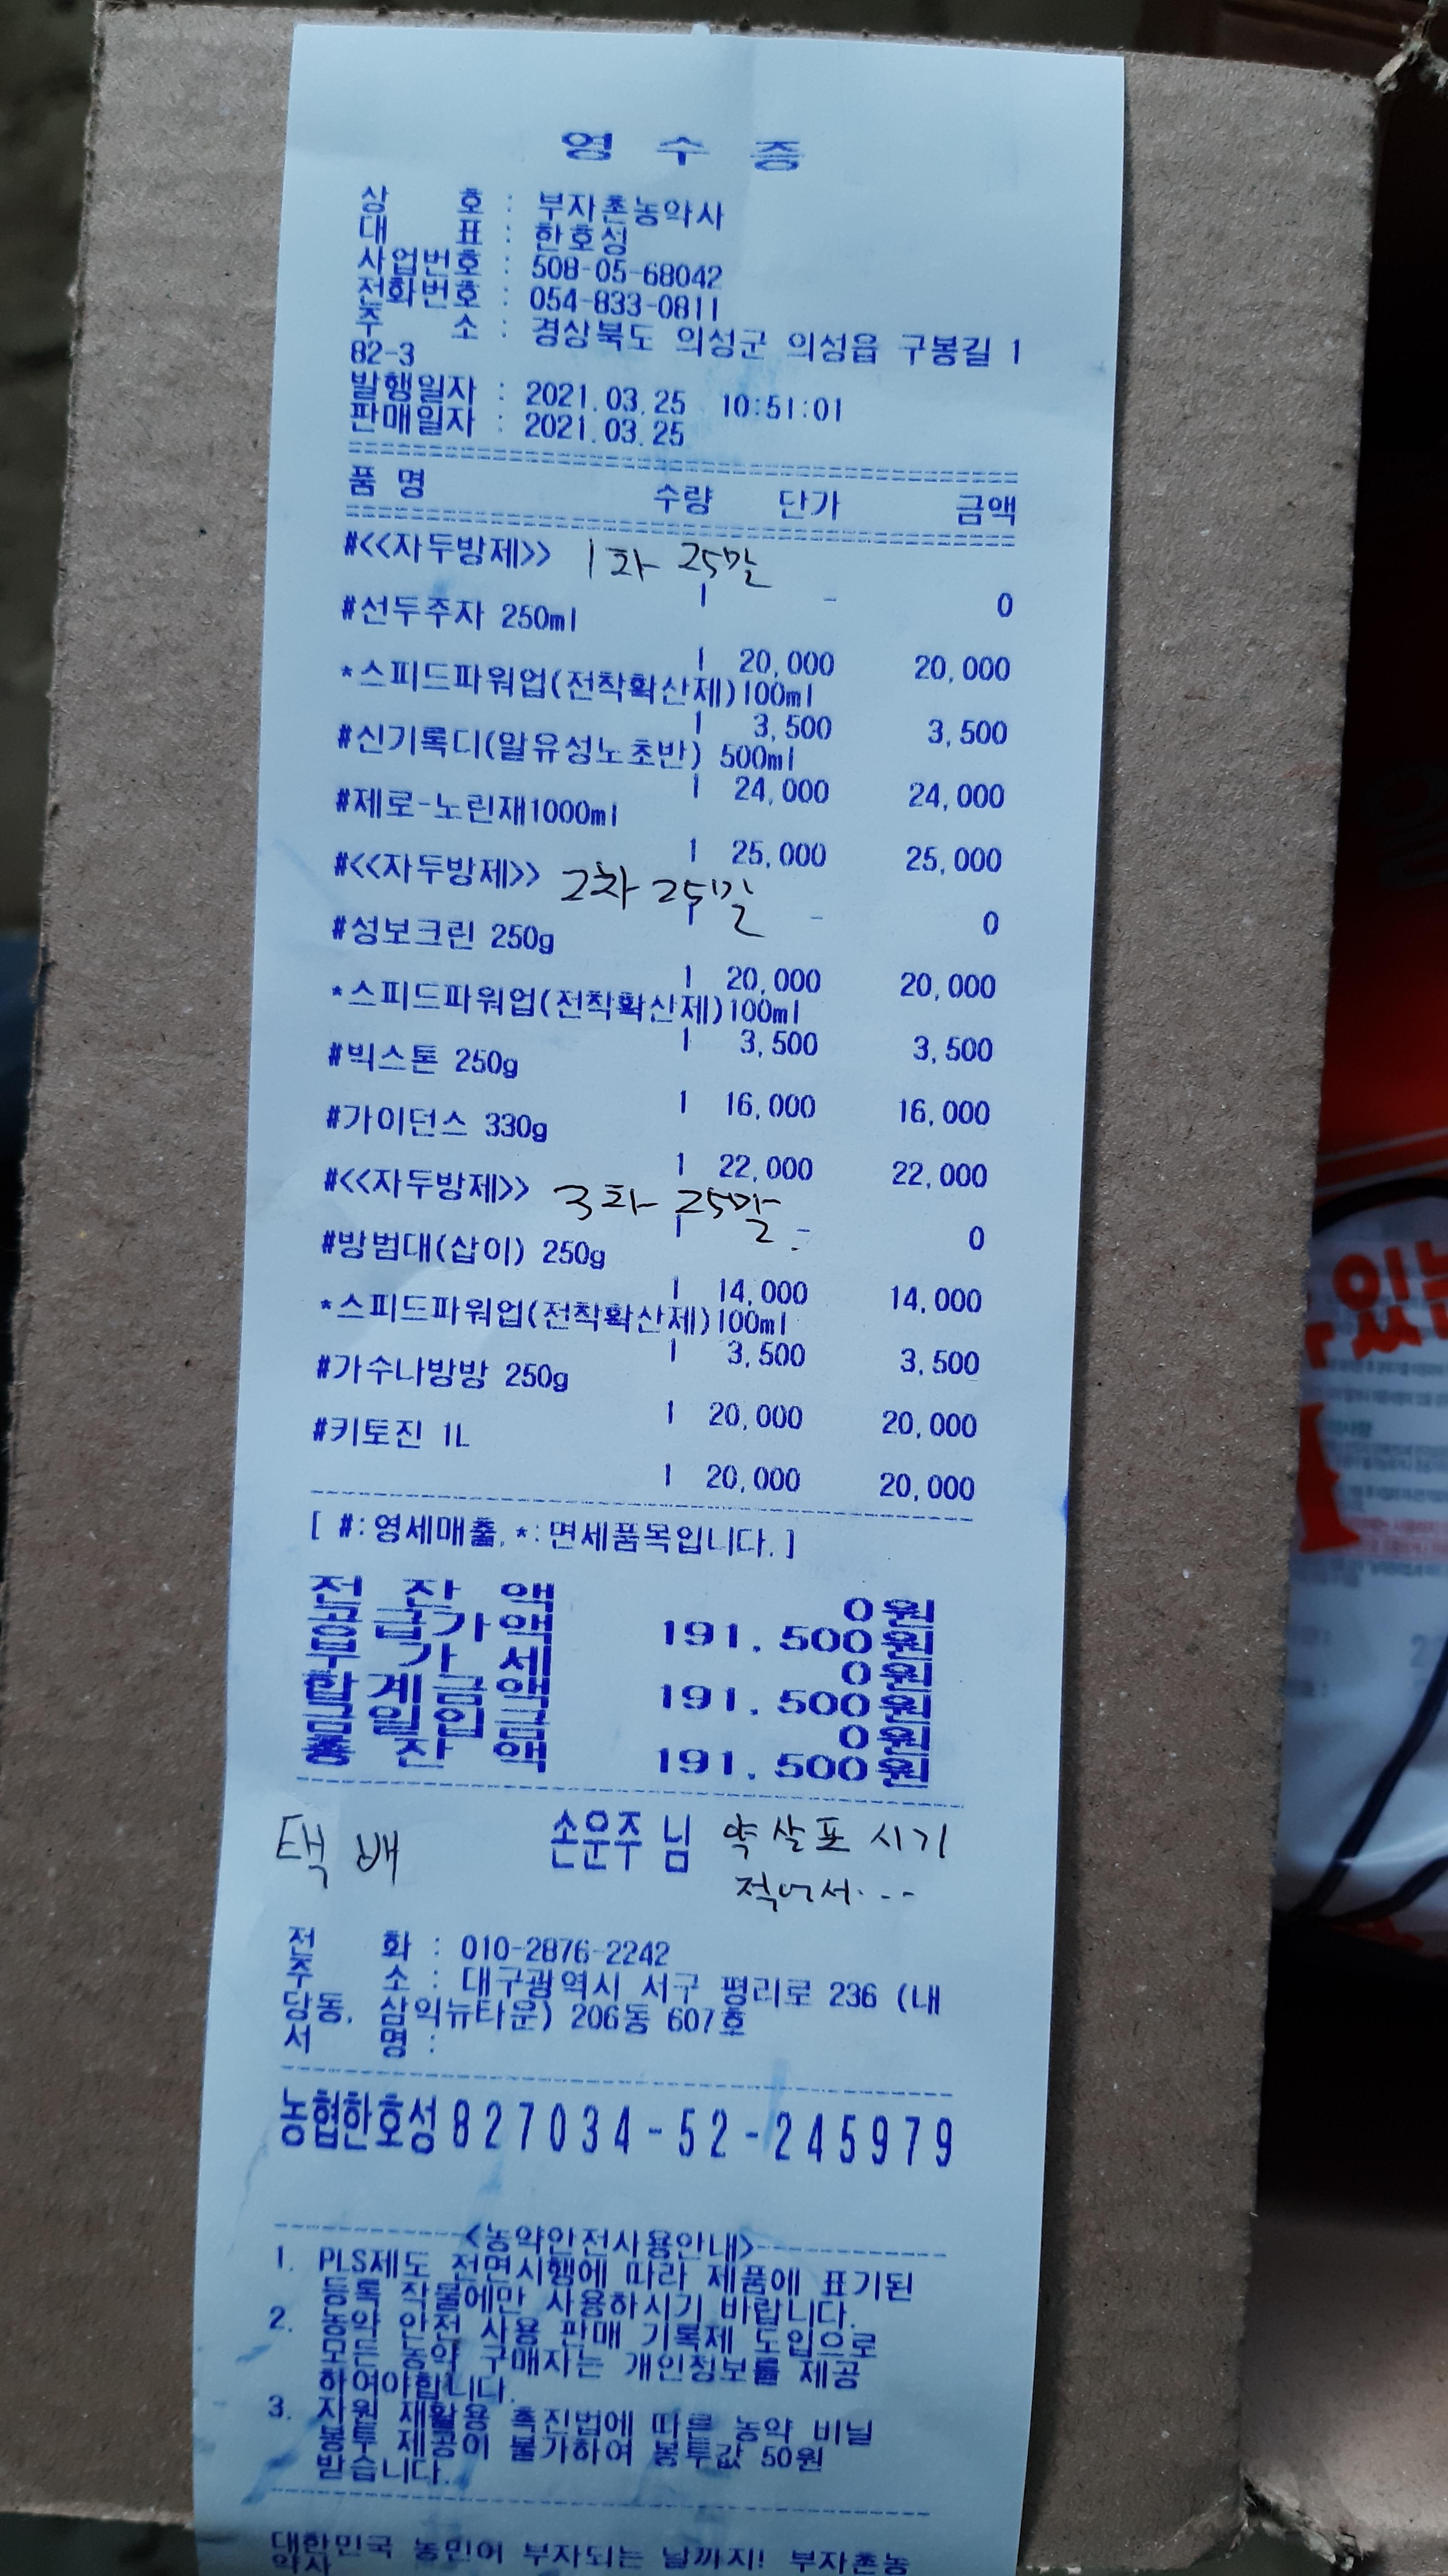 영 수 증
상 호 : 부자촌농약사
대 표 : 한호성
사업번호 : 508-05-68042
전화번호 : 054-833-0811
주 소 : 경상북도 의성군 의성읍 구봉길 1
82-3
발행일자 : 2021.03.25 10:51:01
판매일자 : 2021.03.25
품 명 수량 단가 금액
#<<자두방제>> 1차 25말
1 - 0
#선두주자 250ml
1 20,000 20,000
*스피드파워업(전착확산제)100ml
1 3,500 3,500
#신기록디(알유성노초반) 500ml
1 24,000 24,000
#제로-노린재1000ml
1 25,000 25,000
#<<자두방제>> 2차 25말
1 - 0
#성보크린 250g
1 20,000 20,000
*스피드파워업(전착확산제)100ml
1 3,500 3,500
#빅스톤 250g
1 16,000 16,000
#가이던스 330g
1 22,000 22,000
#<<자두방제>> 3차 25말
1 - 0
#방범대(삽이) 250g
1 14,000 14,000
*스피드파워업(전착확산제)100ml
1 3,500 3,500
#가수나방방 250g
1 20,000 20,000
#키토진 1L
1 20,000 20,000
[ #:영세매출, *:면세품목입니다. ]
전 잔 액 0원
공급가액 191,500원
부 가 세 0원
합계금액 191,500원
금일입금 0원
총 잔 액 191,500원
택배 손운주 님 약살포 시기
적어서...
전 화 : 010-2876-2242
주 소 : 대구광역시 서구 평리로 236 (내
당동, 삼익뉴타운) 206동 607호
서 명 :
농협한호성827034-52-245979
<농약안전사용안내>
1. PLS제도 전면시행에 따라 제품에 표기된
등록 작물에만 사용하시기 바랍니다.
2. 농약 안전 사용 판매 기록제 도입으로
모든 농약 구매자는 개인정보를 제공
하여야합니다.
3. 자원 재활용 촉진법에 따른 농약 비닐
봉투 제공이 불가하여 봉투값 50원
받습니다.
대한민국 농민이 부자되는 날까지! 부자촌농
약사
있는